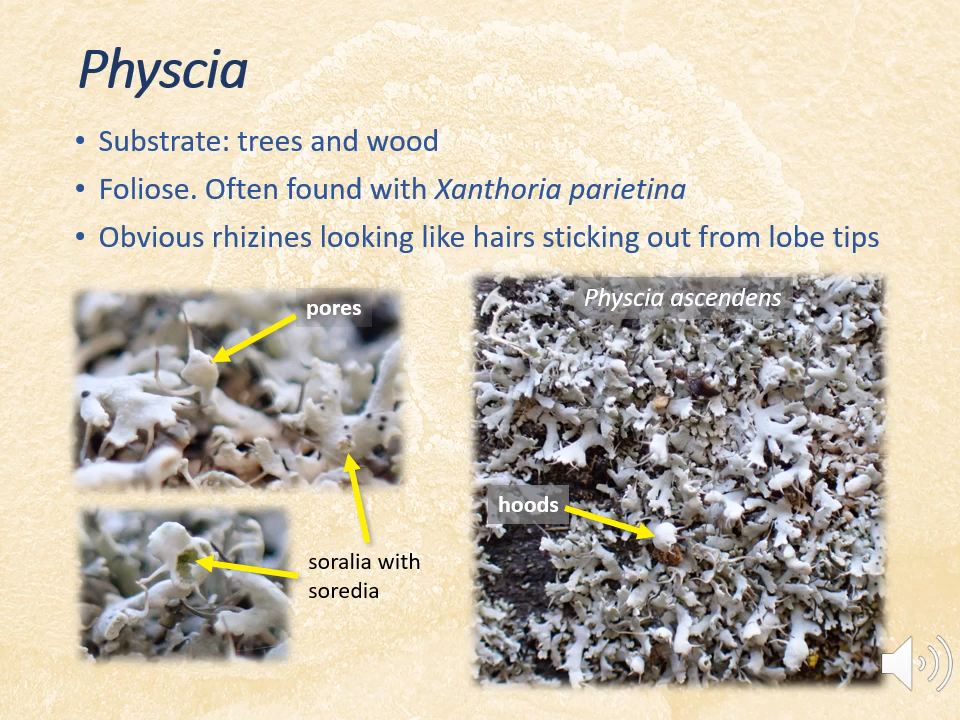 Physcia
• Substrate: trees and wood
• Foliose. Often found with Xanthoria parietina
• Obvious rhizines looking like hairs sticking out from lobe tips
pores
Physcia ascendens
hoods
soralia with
soredia